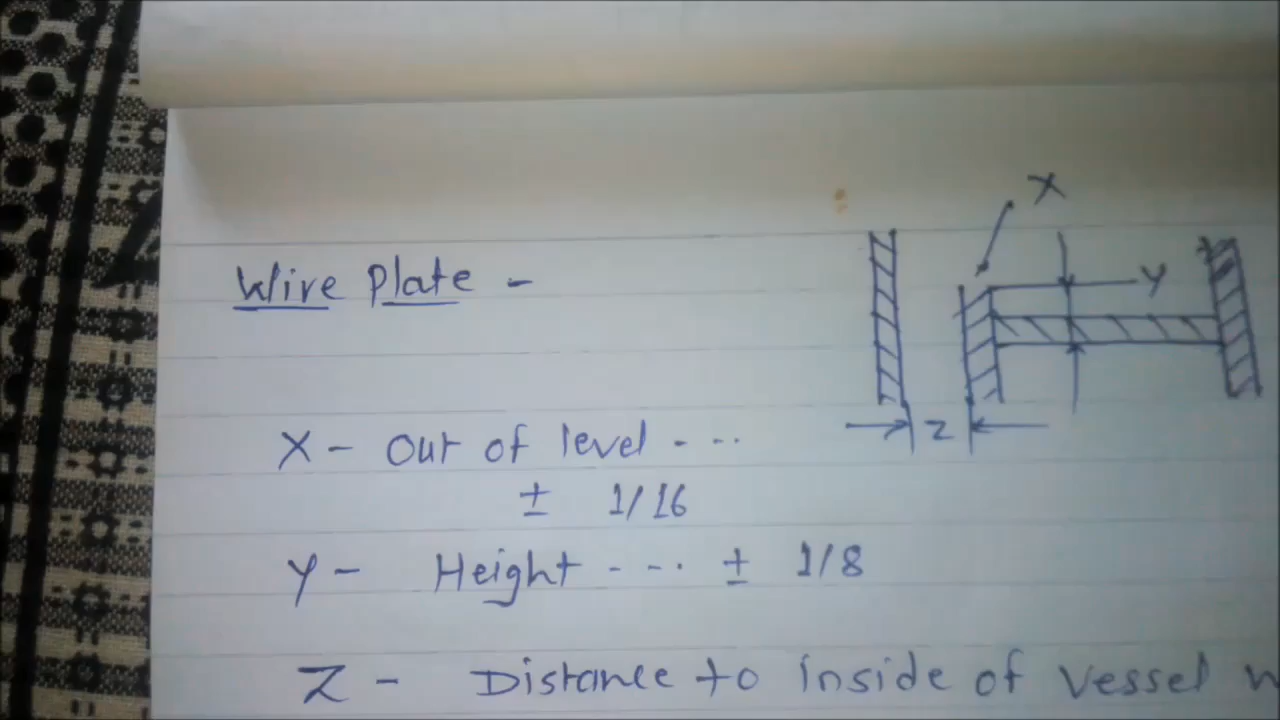 X
Wire Plate -
Y
Z
X - Out of level - - -
± 1/16
Y - Height - - - . ± 1/8
Z - Distance to inside of vessel